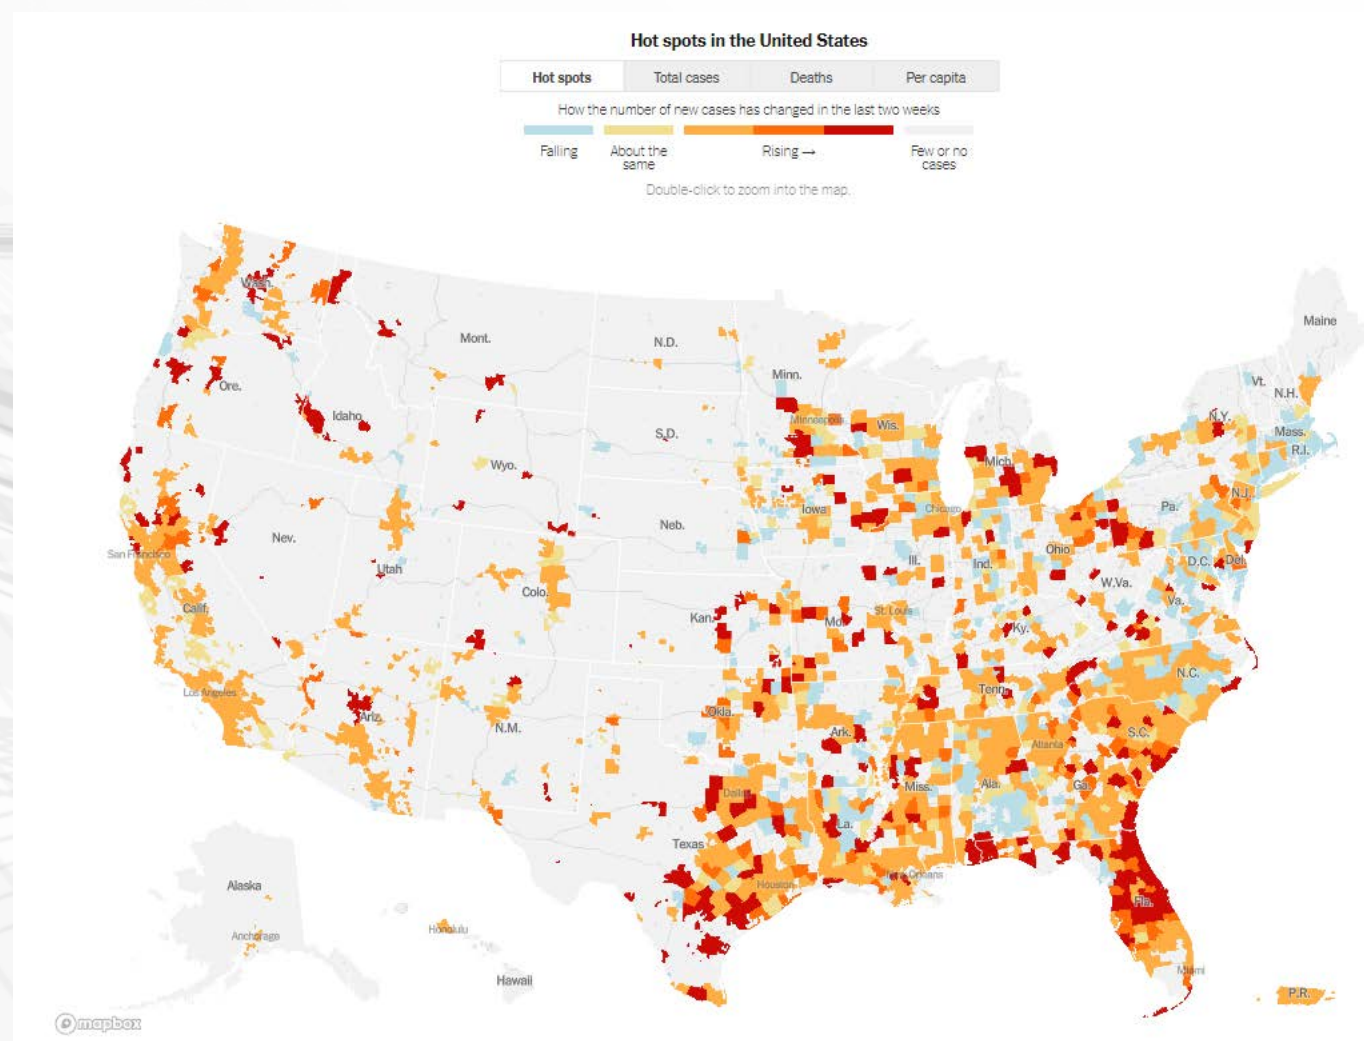 Hot spots in the United States
Hot spots Total cases Deaths Per capita
How the number of new cases has changed in the last two weeks
Falling About the same Rising → Few or no cases
Double-click to zoom into the map.
Wash.
Mont.
N.D.
Minn.
Maine
Ore.
Idaho
Vt.
N.H.
Minneapolis
Wis.
N.Y.
Mass.
S.D.
R.I.
Wyo.
Mich.
N.J.
Pa.
Iowa
Chicago
Neb.
Nev.
San Francisco
Ohio
Utah
Ill.
Ind.
D.C.
Del.
Colo.
W.Va.
Calif.
Va.
Kan.
Mo.
St. Louis
Ky.
Los Angeles
N.C.
Tenn.
Okla.
Ariz.
N.M.
Ark.
Atlanta
S.C.
Dallas
Miss.
Ala.
Ga.
La.
Texas
Houston
New Orleans
Alaska
Fla.
Anchorage
Honolulu
Hawaii
Miami
P.R.
mapbox